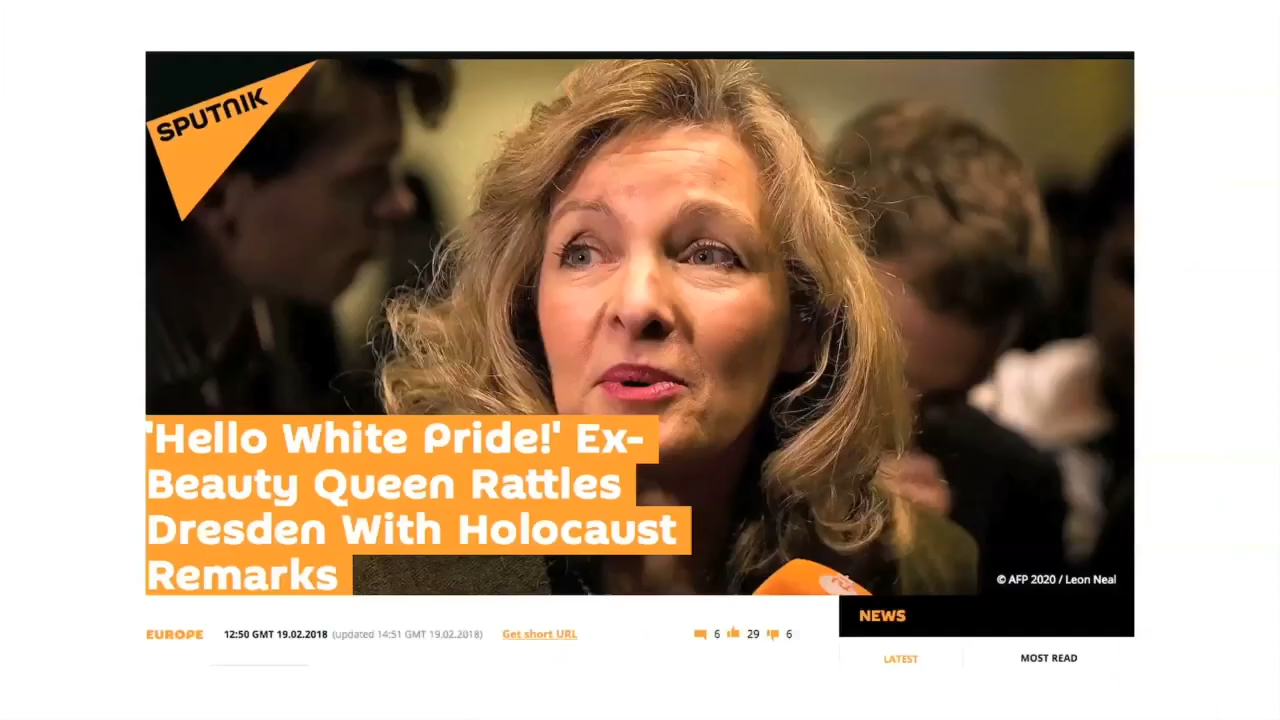 SPUTNIK
'Hello White Pride!' Ex-
Beauty Queen Rattles
Dresden With Holocaust
Remarks
© AFP 2020 / Leon Neal
EUROPE 12:50 GMT 19.02.2018 (updated 14:51 GMT 19.02.2018) Get short URL 6 29 6
NEWS
LATEST MOST READ